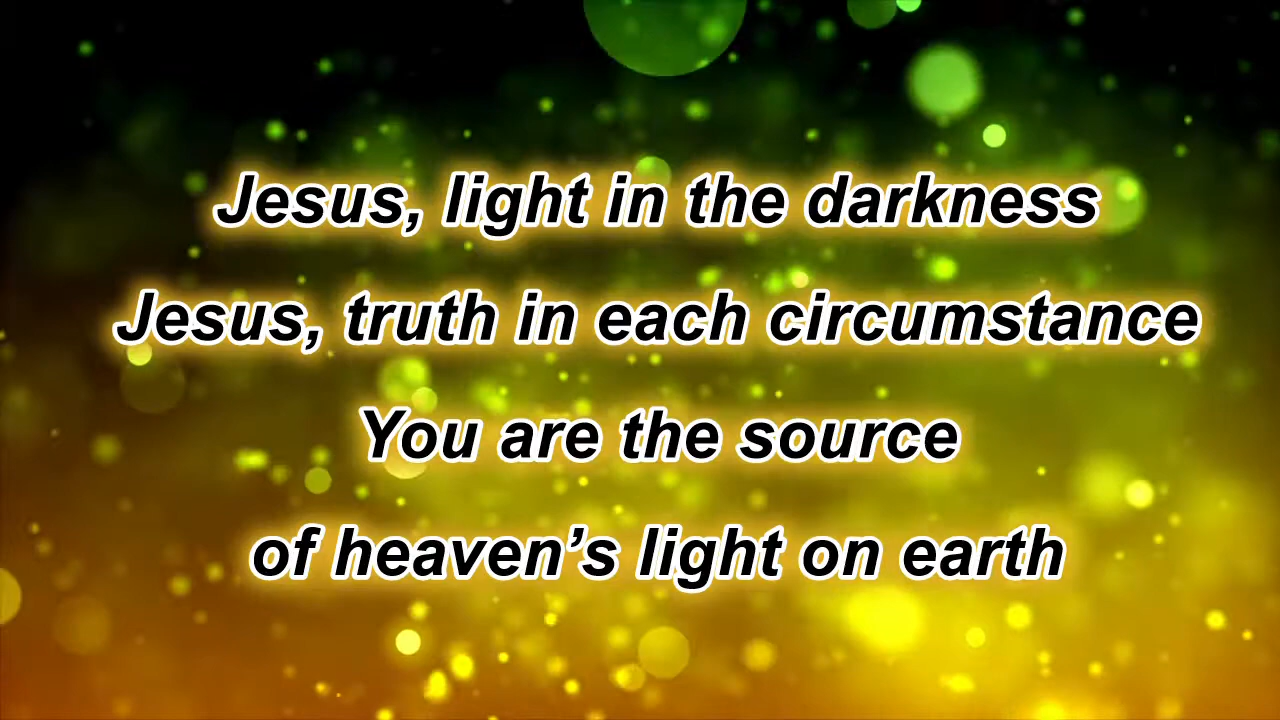 Jesus, light in the darkness
Jesus, truth in each circumstance
You are the source
of heaven’s light on earth